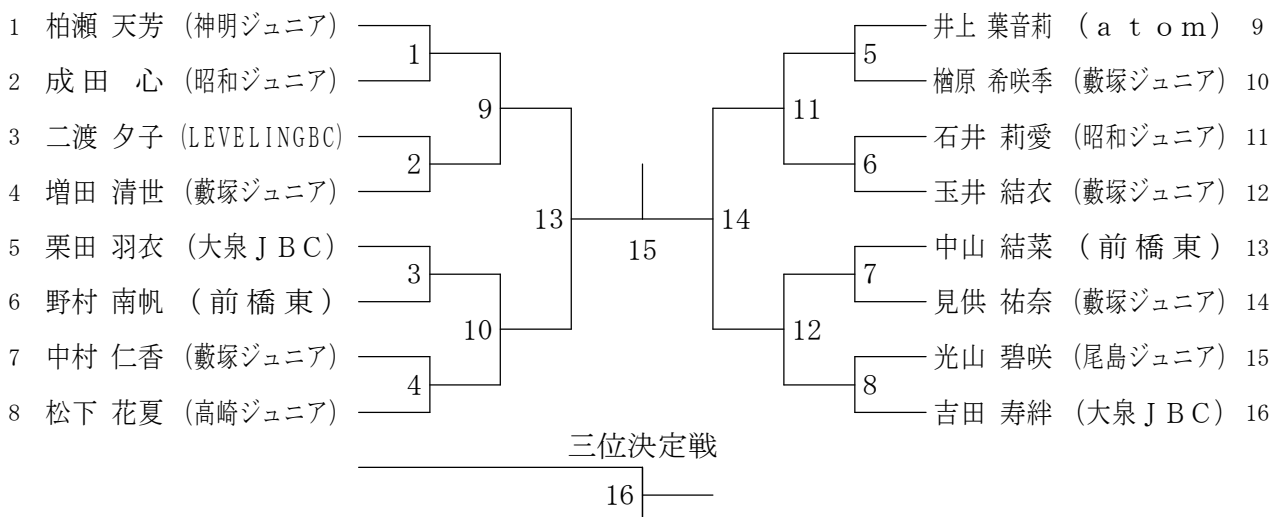 1 柏瀬 天芳 (神明ジュニア)
2 成田 心 (昭和ジュニア)
3 二渡 夕子 (LEVELINGBC)
4 増田 清世 (藪塚ジュニア)
5 栗田 羽衣 (大泉ＪＢＣ)
6 野村 南帆 (前橋東)
7 中村 仁香 (藪塚ジュニア)
8 松下 花夏 (高崎ジュニア)
1
2
3
4
9
10
13
15
14
11
12
5
6
7
8
井上 葉音莉 (ａｔｏｍ) 9
楢原 希咲季 (藪塚ジュニア) 10
石井 莉愛 (昭和ジュニア) 11
玉井 結衣 (藪塚ジュニア) 12
中山 結菜 (前橋東) 13
見供 祐奈 (藪塚ジュニア) 14
光山 碧咲 (尾島ジュニア) 15
吉田 寿絆 (大泉ＪＢＣ) 16
三位決定戦
16